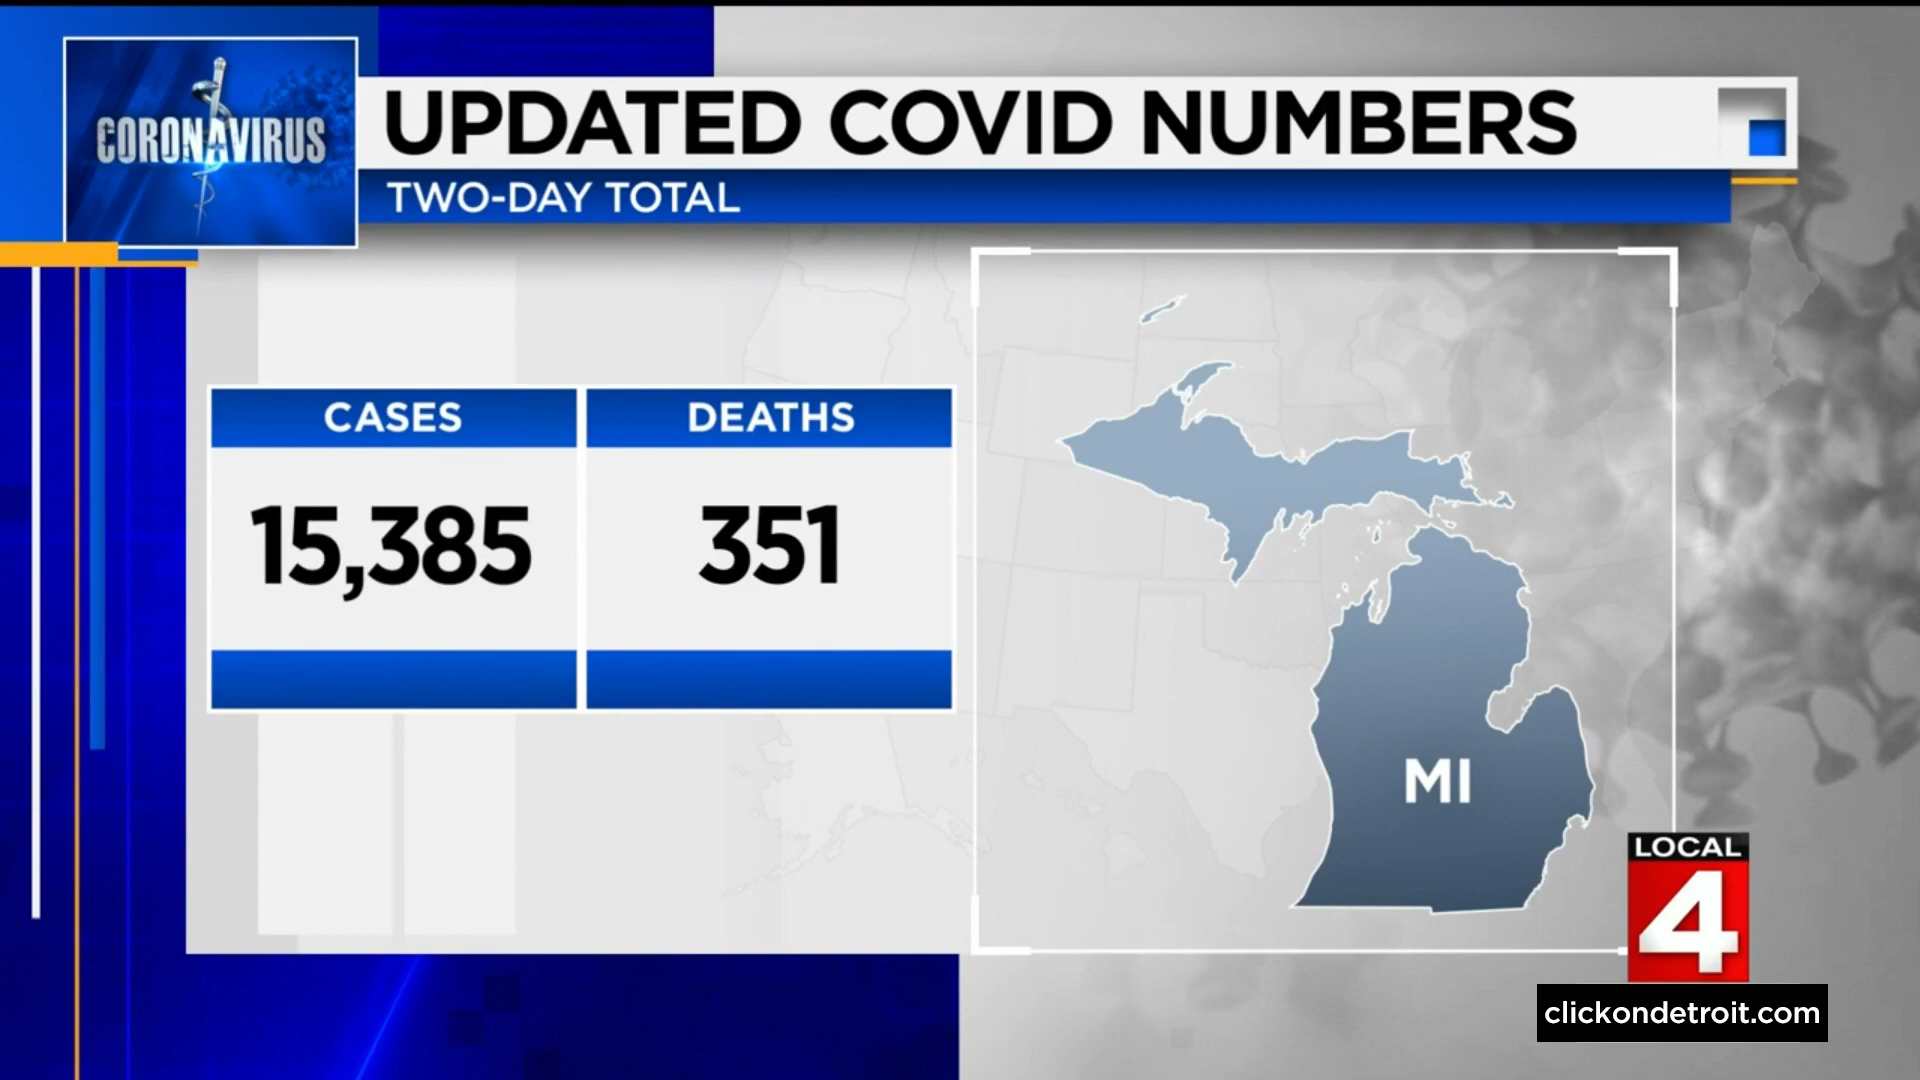 CORONAVIRUS
UPDATED COVID NUMBERS
TWO-DAY TOTAL
CASES
DEATHS
15,385
351
MI
LOCAL
4
clickondetroit.com